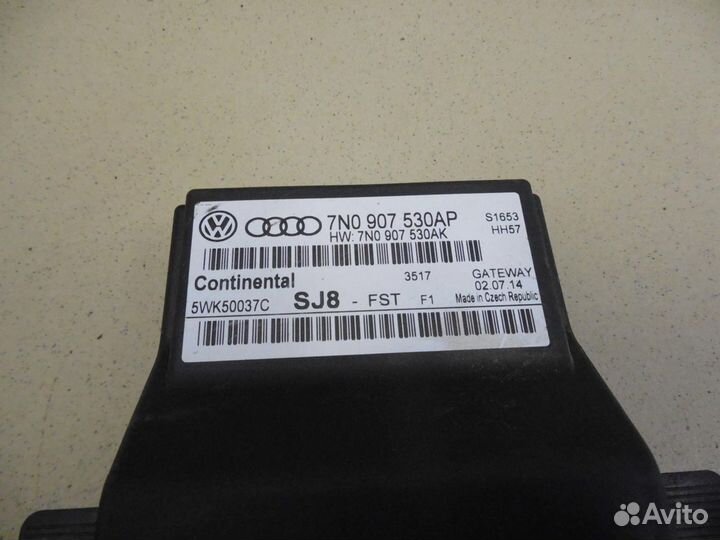 7N0 907 530AP S1653
HW: 7N0 907 530AK HH57
Continental 3517 GATEWAY
02.07.14
5WK50037C SJ8 - FST F1 Made in Czech Republic
Avito